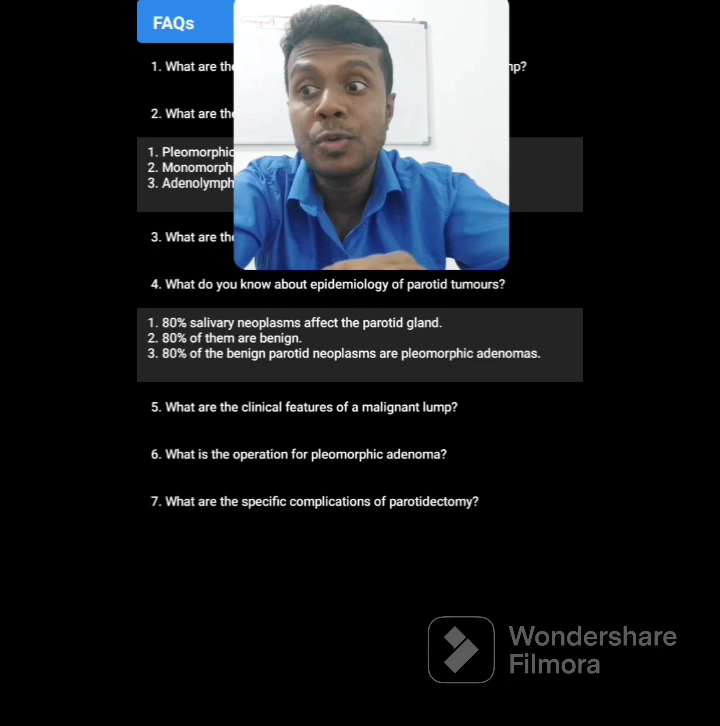 FAQs
1. What are the
mp?
2. What are the
1. Pleomorphic
2. Monomorph
3. Adenolymph
3. What are the
4. What do you know about epidemiology of parotid tumours?
1. 80% salivary neoplasms affect the parotid gland.
2. 80% of them are benign.
3. 80% of the benign parotid neoplasms are pleomorphic adenomas.
5. What are the clinical features of a malignant lump?
6. What is the operation for pleomorphic adenoma?
7. What are the specific complications of parotidectomy?
Wondershare
Filmora